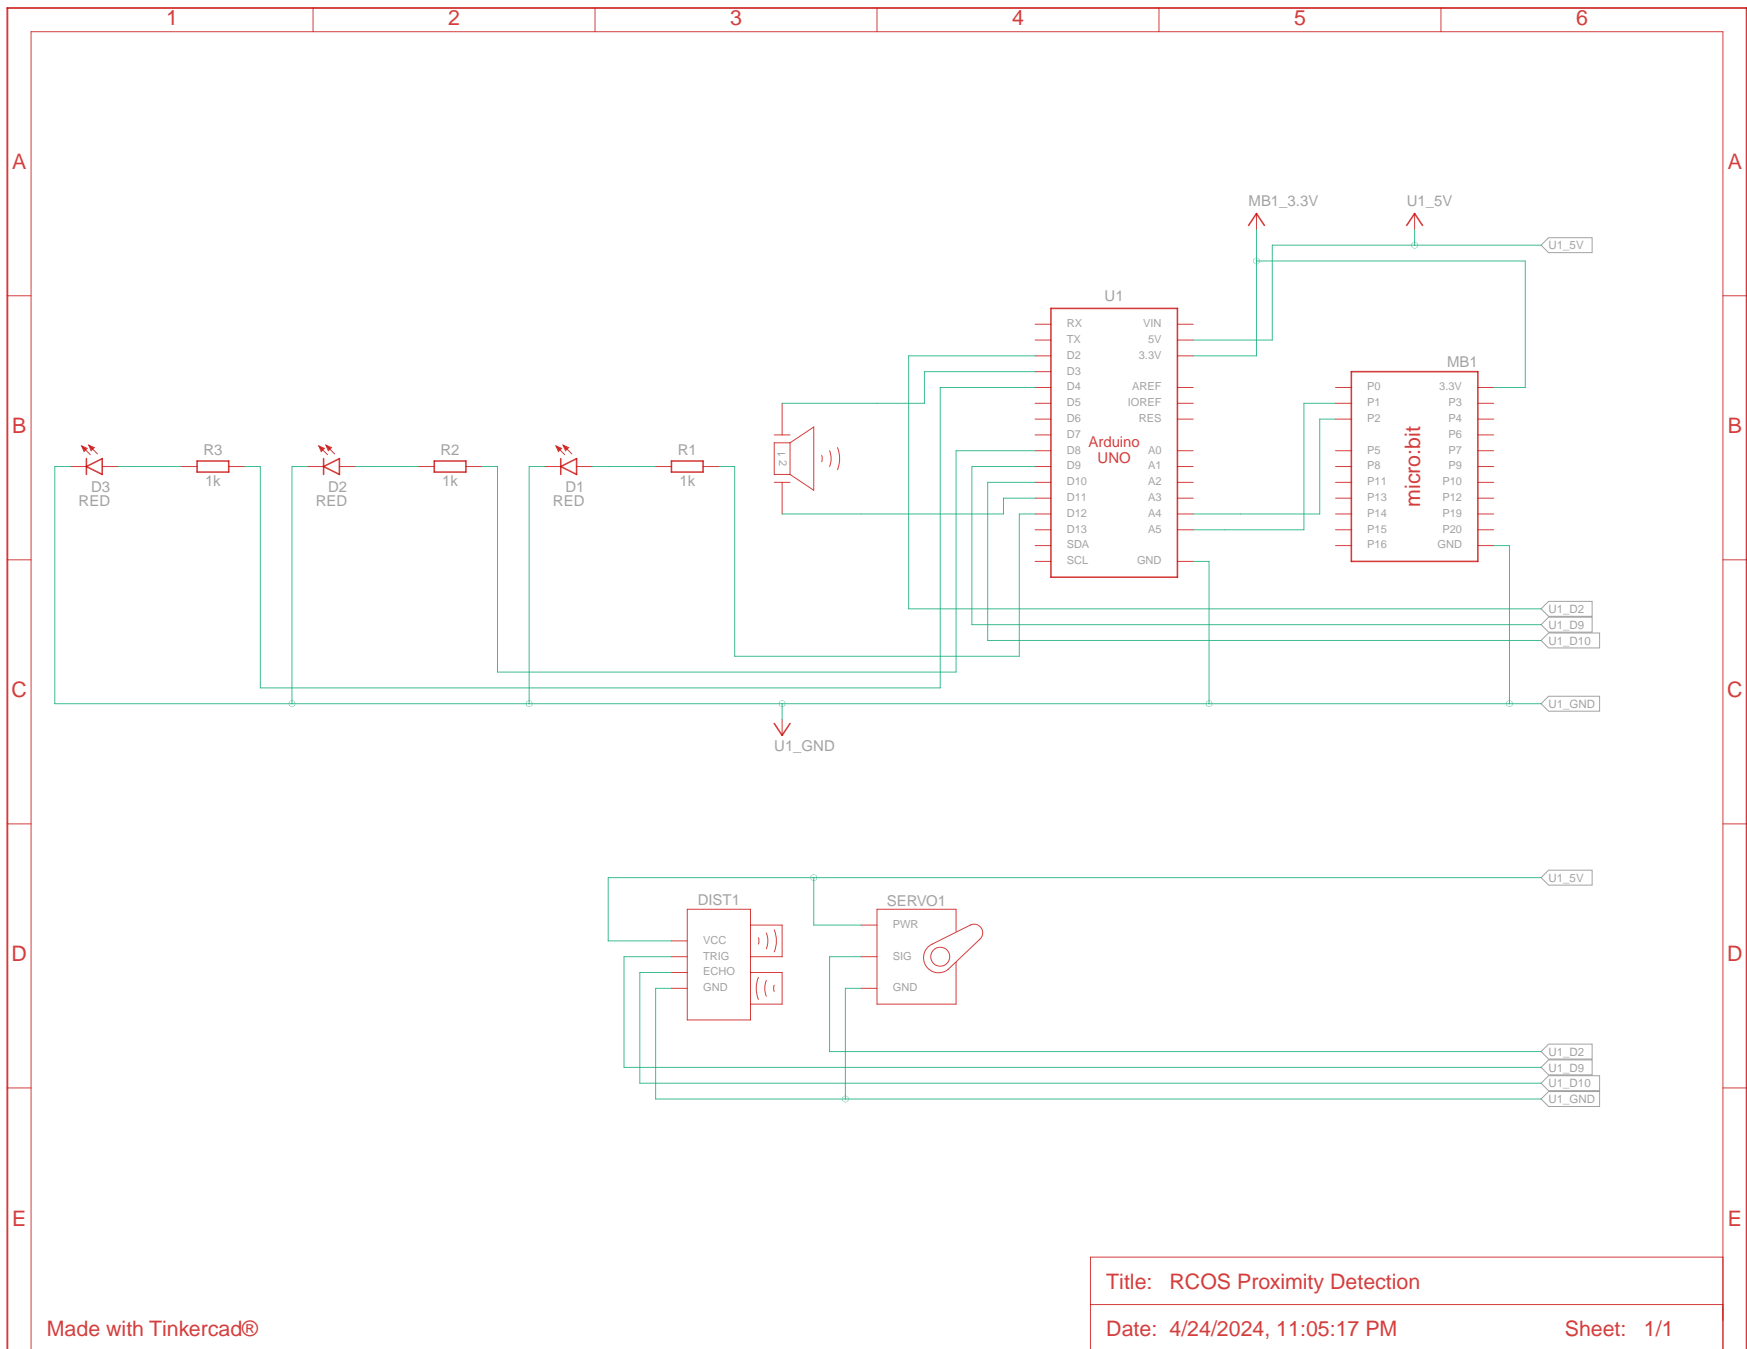 1 2 3 4 5 6
A A
MB1_3.3V U1_5V
U1_5V
U1
RX VIN
TX 5V
D2 3.3V
D3 MB1
D4 AREF P0 3.3V
D5 IOREF P1 P3
D6 RES P2 P4
B B
D7 P6
Arduino
UNO
micro:bit
R3 R2 R1
D8 A0 P5 P7
1 2
D9 A1 P8 P9
1k 1k 1k
D10 A2 P11 P10
D3 D2 D1
RED RED RED
D11 A3 P13 P12
D12 A4 P14 P19
D13 A5 P15 P20
SDA P16 GND
SCL GND
U1_D2
U1_D9
U1_D10
C C
U1_GND
U1_GND
U1_5V
DIST1 SERVO1
PWR
VCC
D D
TRIG SIG
ECHO
GND GND
U1_D2
U1_D9
U1_D10
U1_GND
E E
Title: RCOS Proximity Detection
Made with Tinkercad®
Date: 4/24/2024, 11:05:17 PM Sheet: 1/1